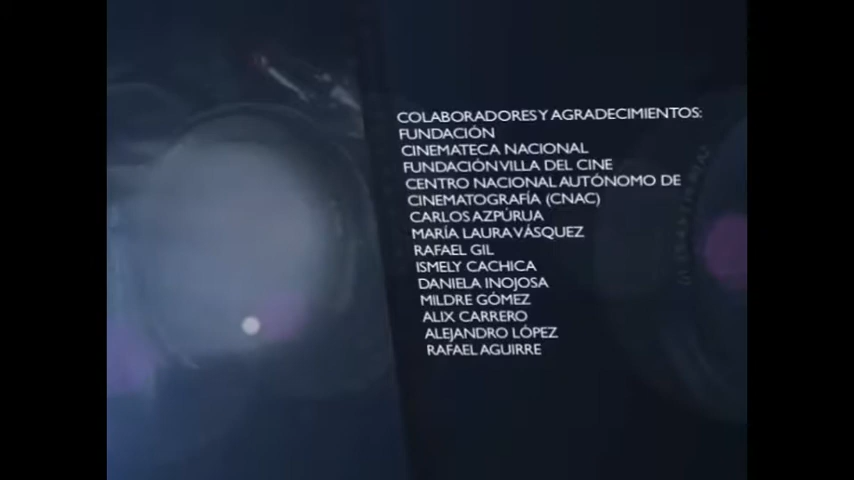 COLABORADORES Y AGRADECIMIENTOS:
FUNDACIÓN
CINEMATECA NACIONAL
FUNDACIÓN VILLA DEL CINE
CENTRO NACIONAL AUTÓNOMO DE
CINEMATOGRAFÍA (CNAC)
CARLOS AZPÚRUA
MARÍA LAURA VÁSQUEZ
RAFAEL GIL
ISMELY CACHICA
DANIELA INOJOSA
MILDRE GÓMEZ
ALIX CARRERO
ALEJANDRO LÓPEZ
RAFAEL AGUIRRE